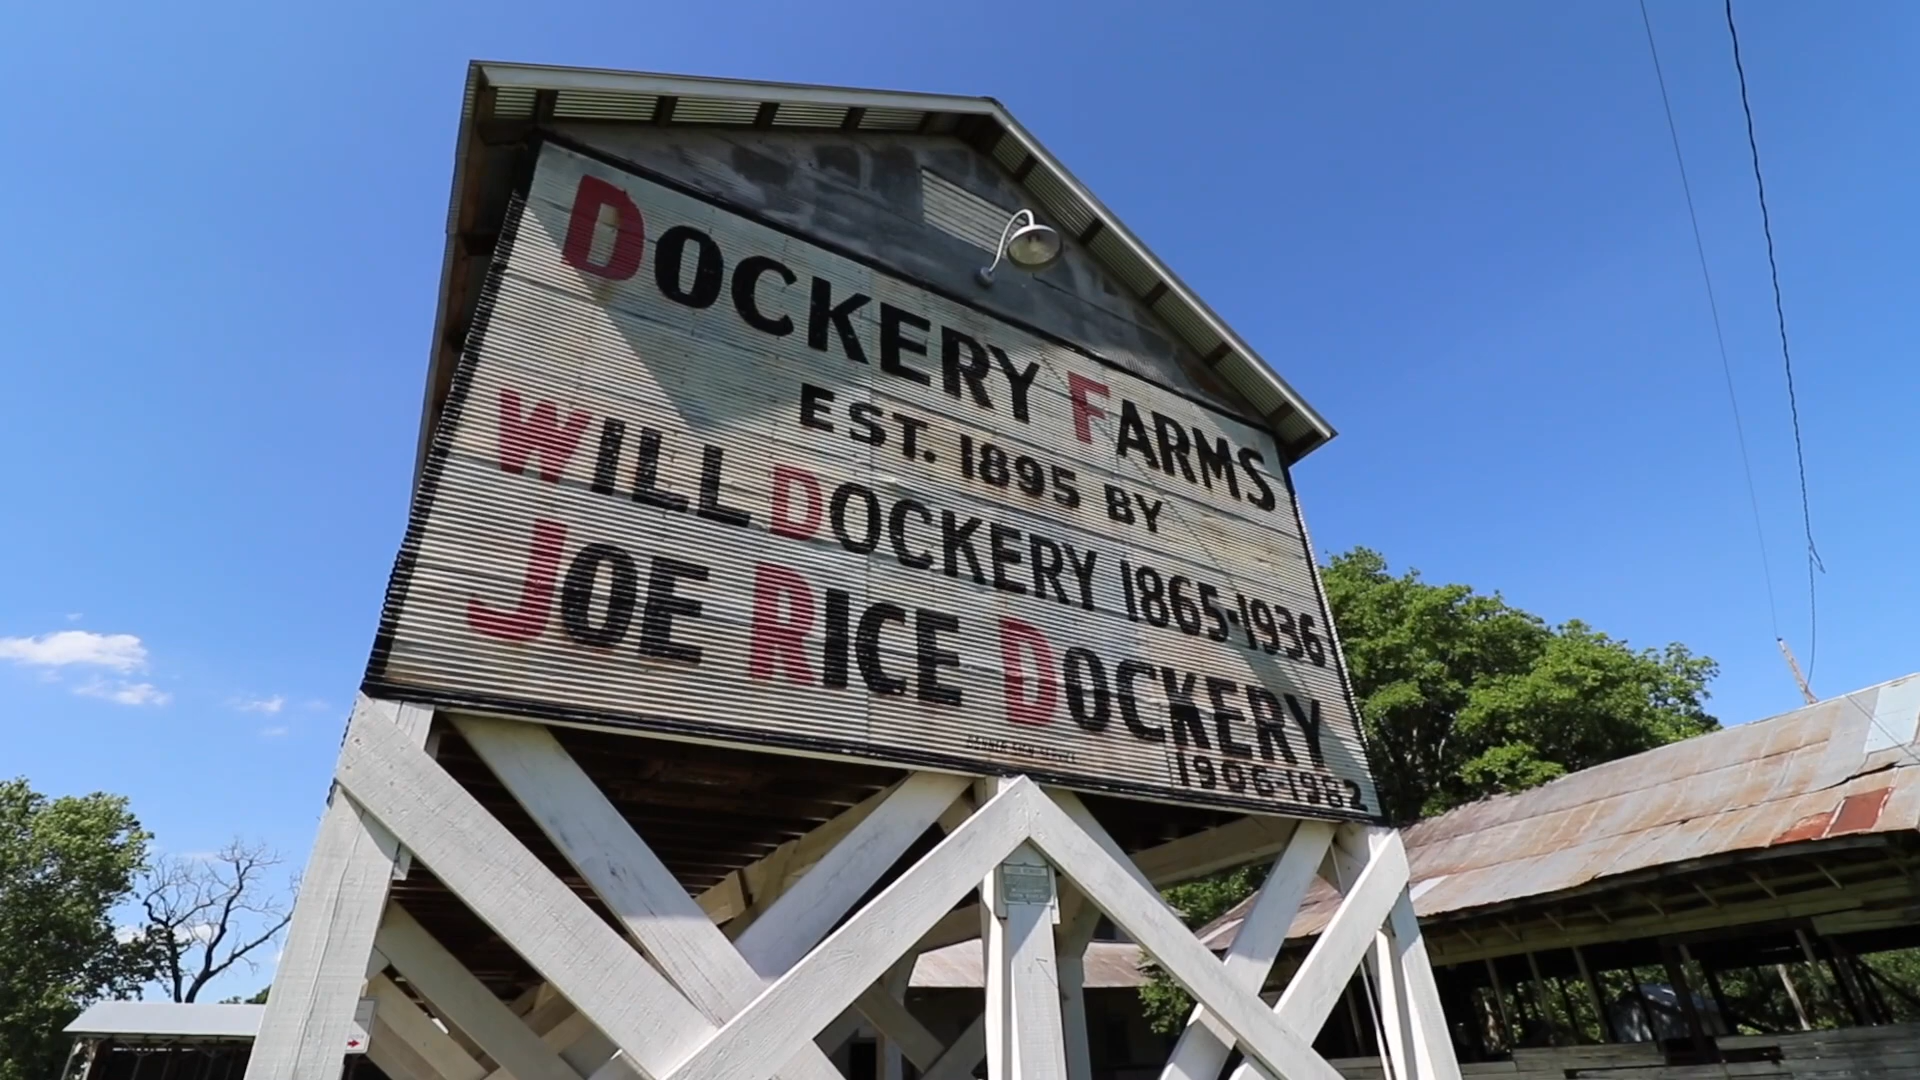 DOCKERY FARMS
EST. 1895 BY
WILL DOCKERY 1865-1936
JOE RICE DOCKERY
1906-1982